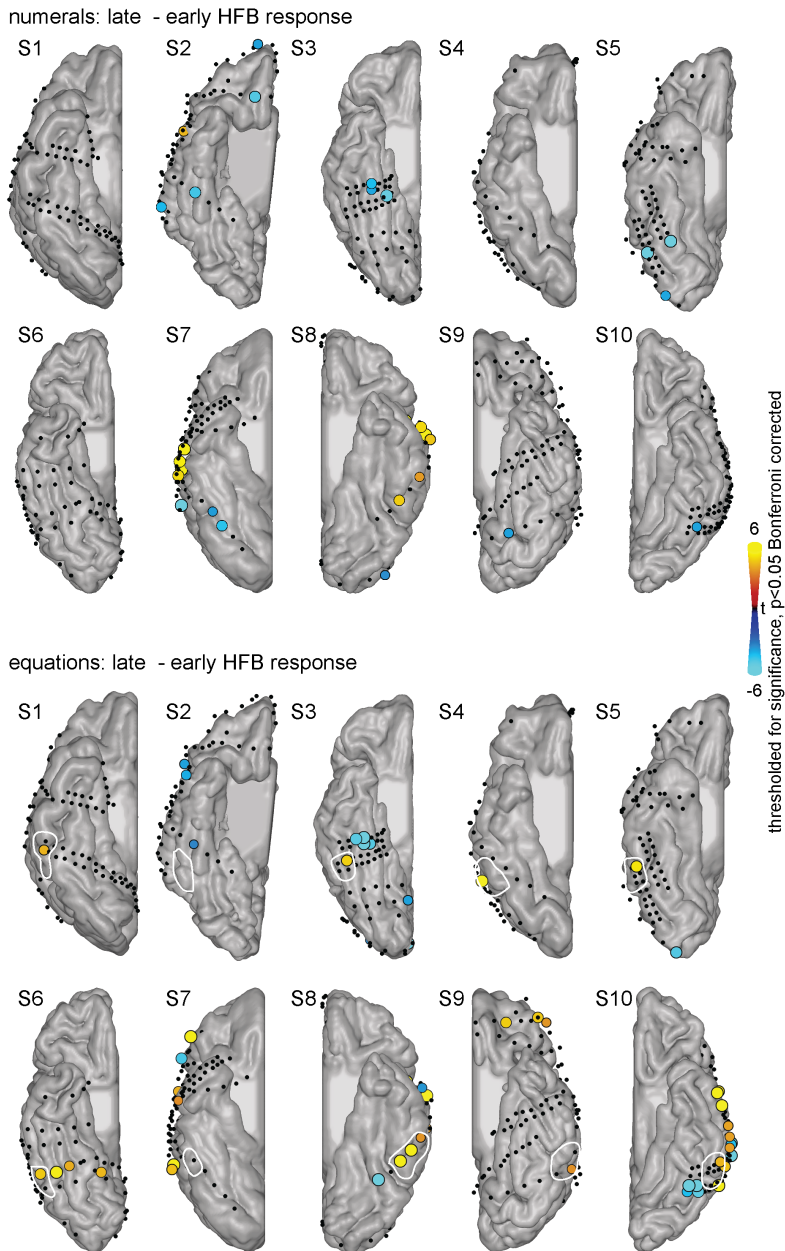 numerals: late - early HFB response
S1
S2
S3
S4
S5
S6
S7
S8
S9
S10
6
t
-6
thresholded for significance, p<0.05 Bonferroni corrected
equations: late - early HFB response
S1
S2
S3
S4
S5
S6
S7
S8
S9
S10